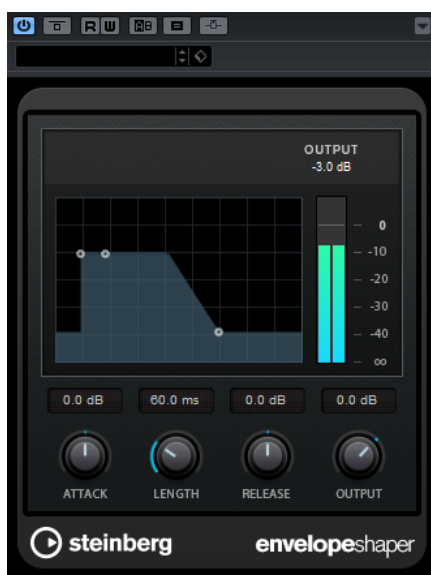 R W AB
OUTPUT
-3.0 dB
0
-10
-20
-30
-40
∞
0.0 dB 60.0 ms 0.0 dB 0.0 dB
ATTACK LENGTH RELEASE OUTPUT
steinberg envelopeshaper